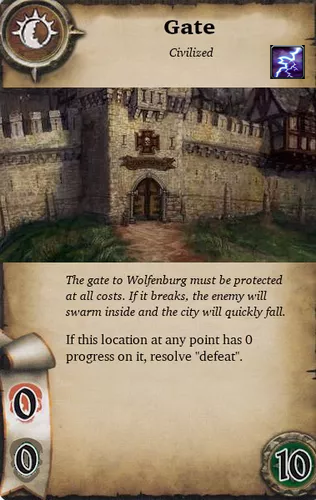 Gate
Civilized
The gate to Wolfenburg must be protected
at all costs. If it breaks, the enemy will
swarm inside and the city will quickly fall.
If this location at any point has 0
progress on it, resolve "defeat".
0
0
10